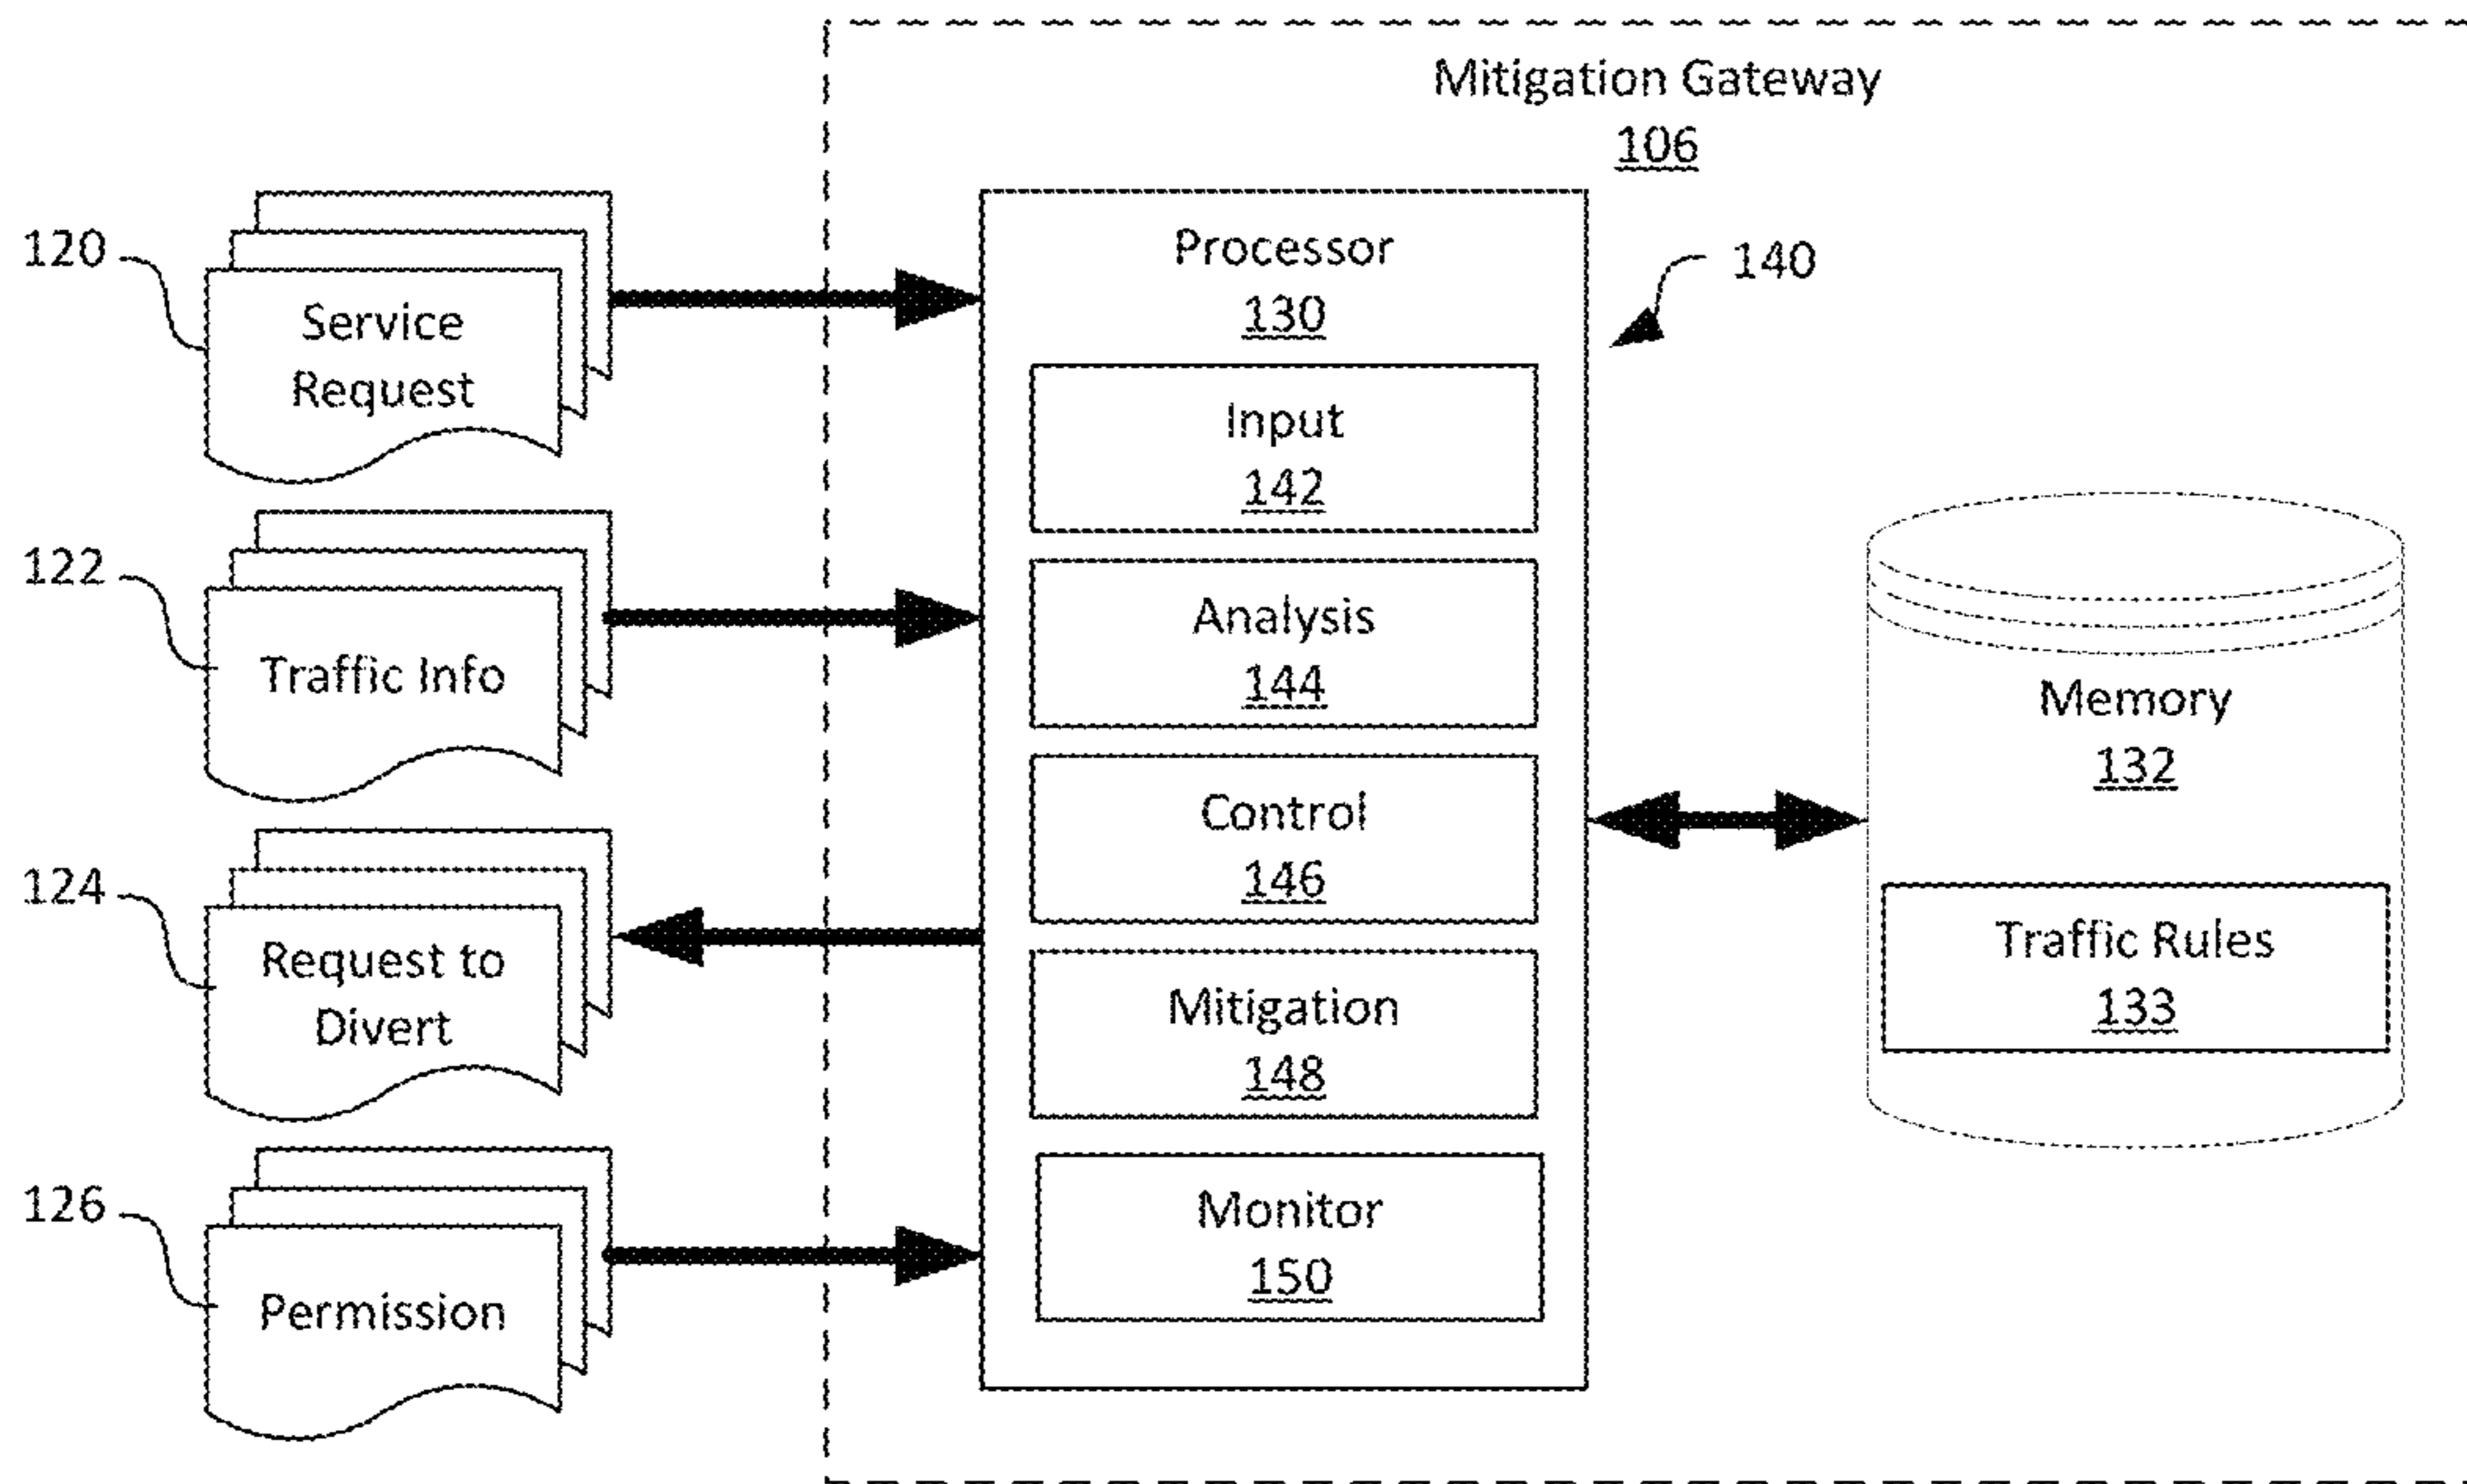 Mitigation Gateway
106
120
Service
Request
122
Traffic Info
124
Request to
Divert
126
Permission
Processor
130
140
Input
142
Analysis
144
Control
146
Mitigation
148
Monitor
150
Memory
132
Traffic Rules
133